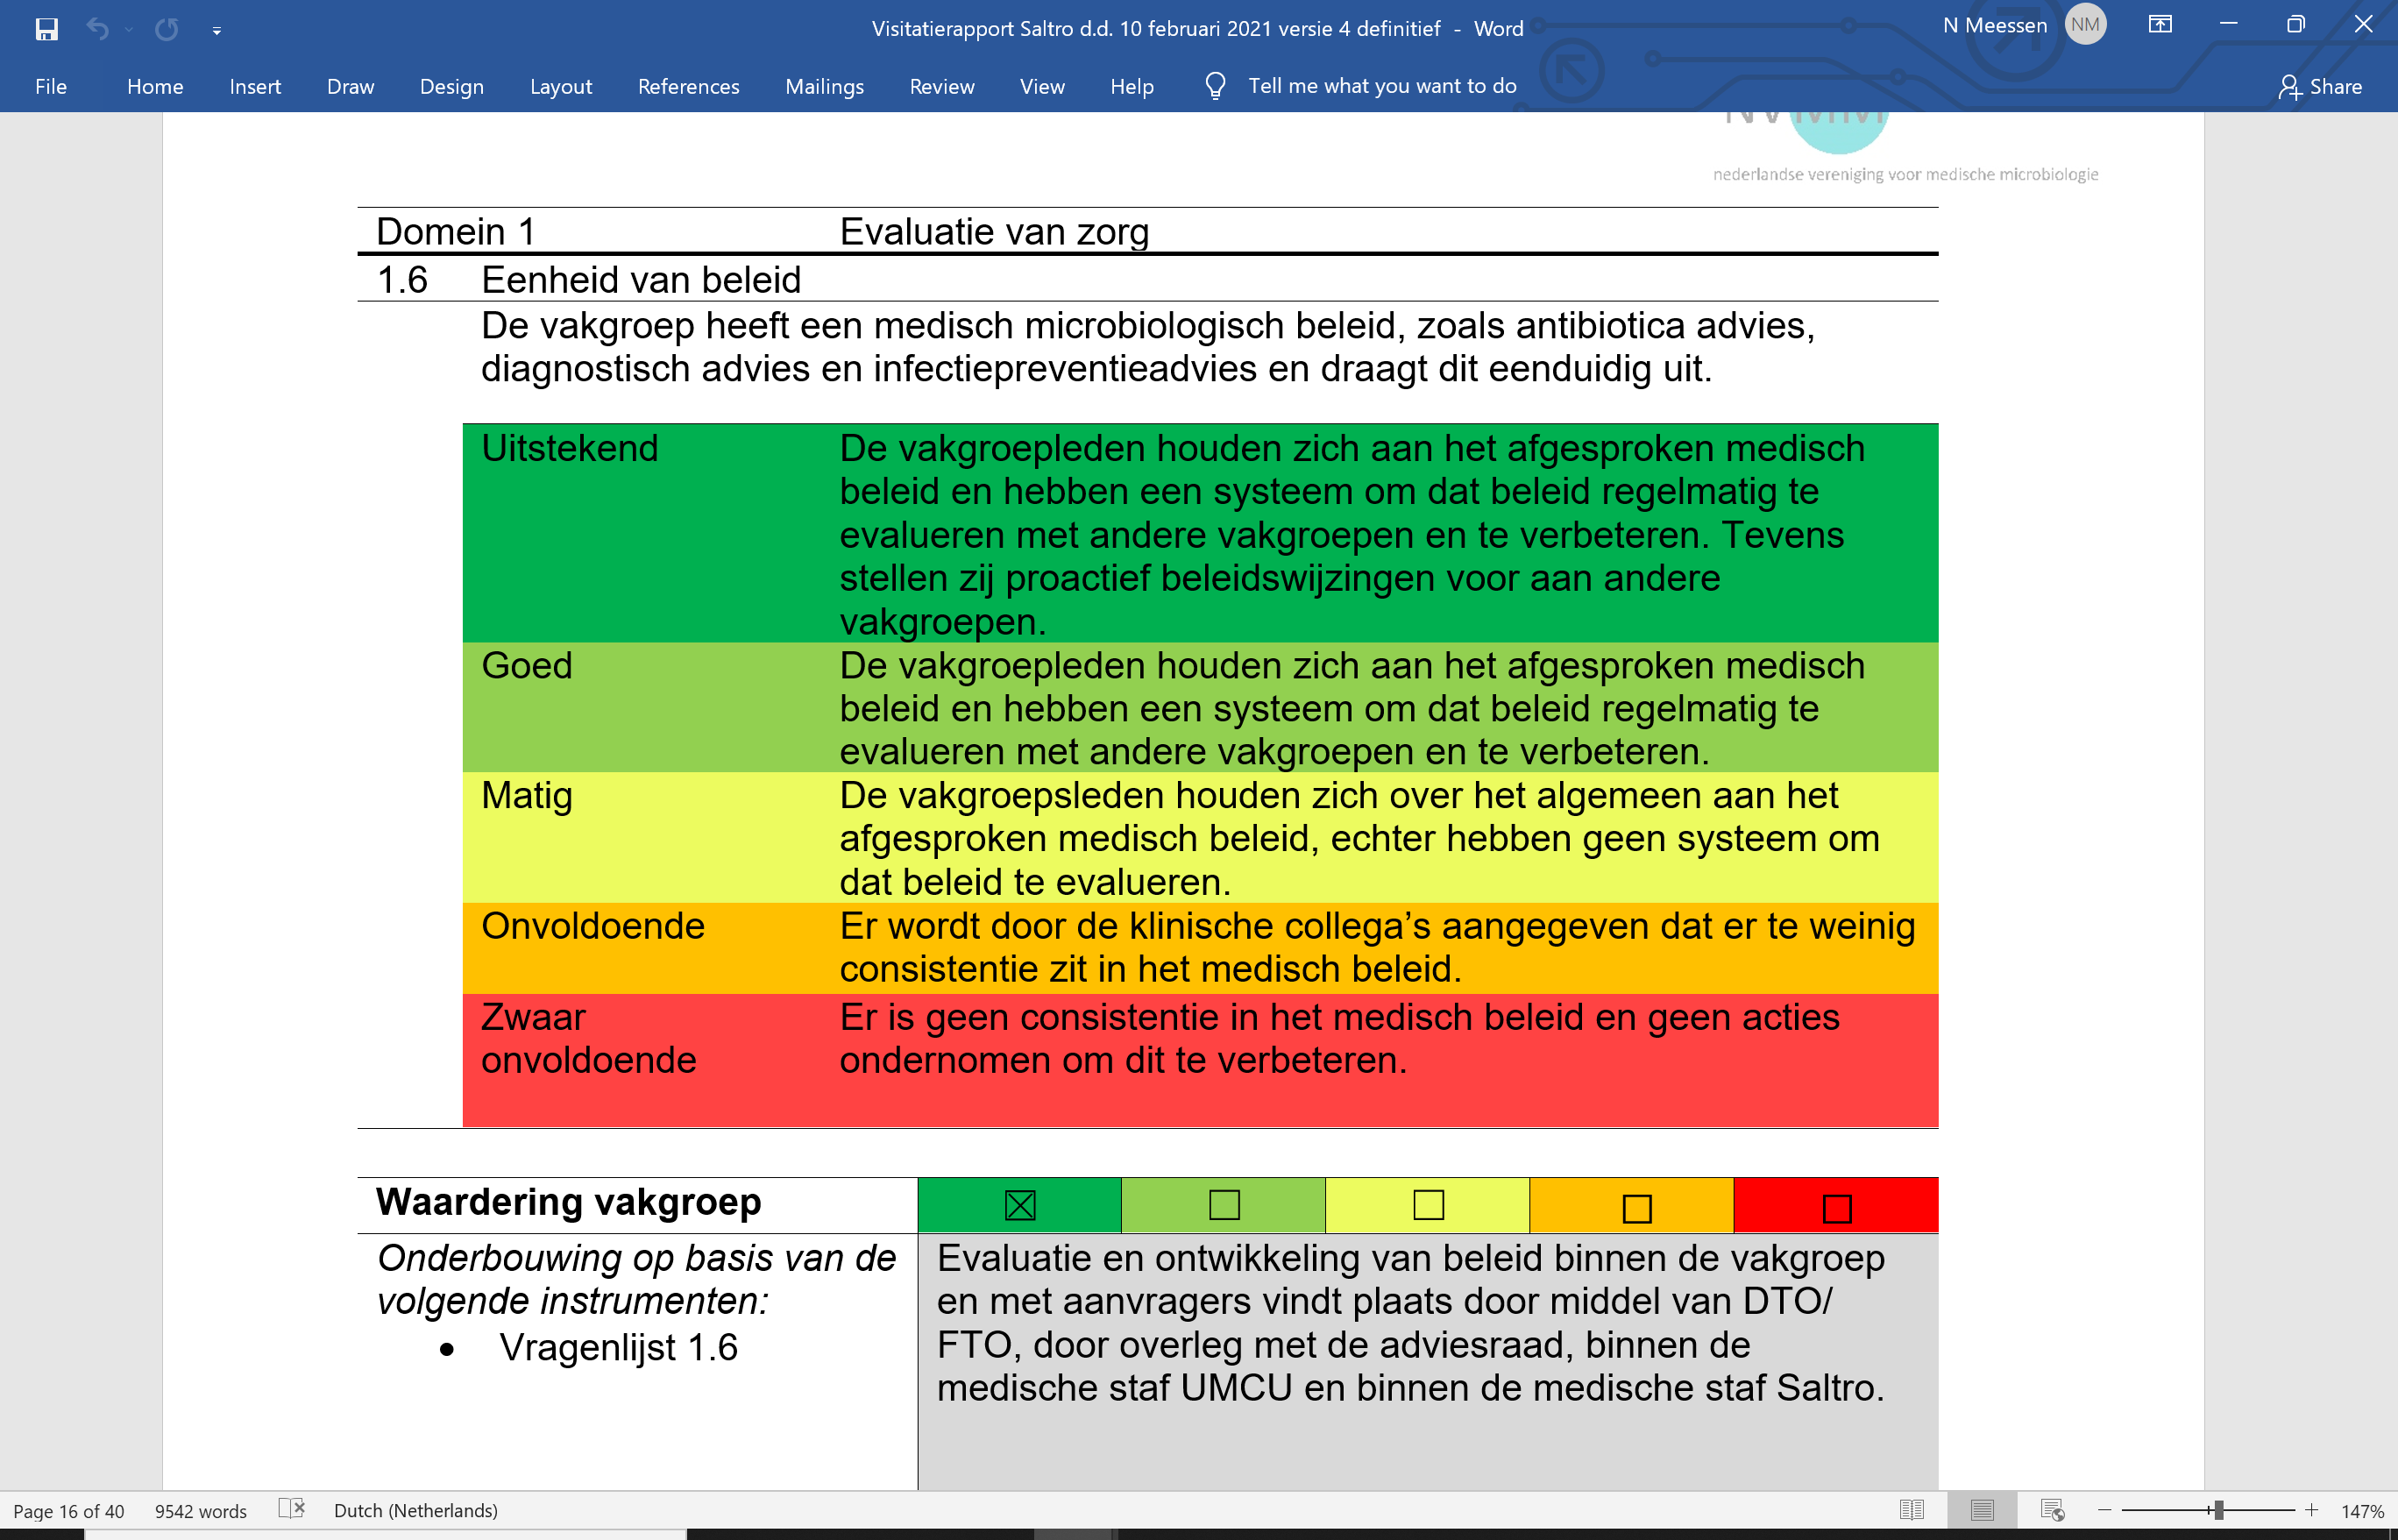 Visitatierapport Saltro d.d. 10 februari 2021 versie 4 definitief - Word
N Meessen
NM
File Home Insert Draw Design Layout References Mailings Review View Help Tell me what you want to do Share
NVMM
nederlandse vereniging voor medische microbiologie
Domein 1 Evaluatie van zorg
1.6 Eenheid van beleid
De vakgroep heeft een medisch microbiologisch beleid, zoals antibiotica advies,
diagnostisch advies en infectiepreventieadvies en draagt dit eenduidig uit.
Uitstekend De vakgroepleden houden zich aan het afgesproken medisch
beleid en hebben een systeem om dat beleid regelmatig te
evalueren met andere vakgroepen en te verbeteren. Tevens
stellen zij proactief beleidswijzingen voor aan andere
vakgroepen.
Goed De vakgroepleden houden zich aan het afgesproken medisch
beleid en hebben een systeem om dat beleid regelmatig te
evalueren met andere vakgroepen en te verbeteren.
Matig De vakgroepsleden houden zich over het algemeen aan het
afgesproken medisch beleid, echter hebben geen systeem om
dat beleid te evalueren.
Onvoldoende Er wordt door de klinische collega’s aangegeven dat er te weinig
consistentie zit in het medisch beleid.
Zwaar Er is geen consistentie in het medisch beleid en geen acties
onvoldoende ondernomen om dit te verbeteren.
Waardering vakgroep ☒ ☐ ☐ ☐ ☐
Onderbouwing op basis van de
volgende instrumenten:
• Vragenlijst 1.6
Evaluatie en ontwikkeling van beleid binnen de vakgroep
en met aanvragers vindt plaats door middel van DTO/
FTO, door overleg met de adviesraad, binnen de
medische staf UMCU en binnen de medische staf Saltro.
Page 16 of 40 9542 words Dutch (Netherlands) 147%